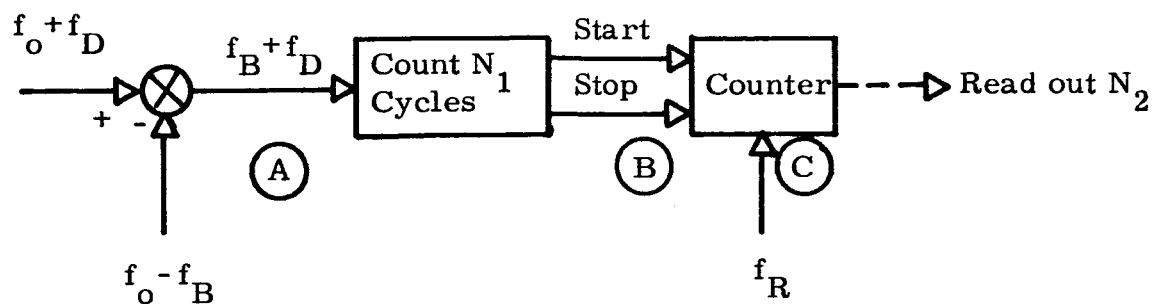 f_o + f_D
+
-
f_o - f_B
f_B + f_D
A
Count N_1
Cycles
Start
Stop
B
Counter
C
f_R
Read out N_2